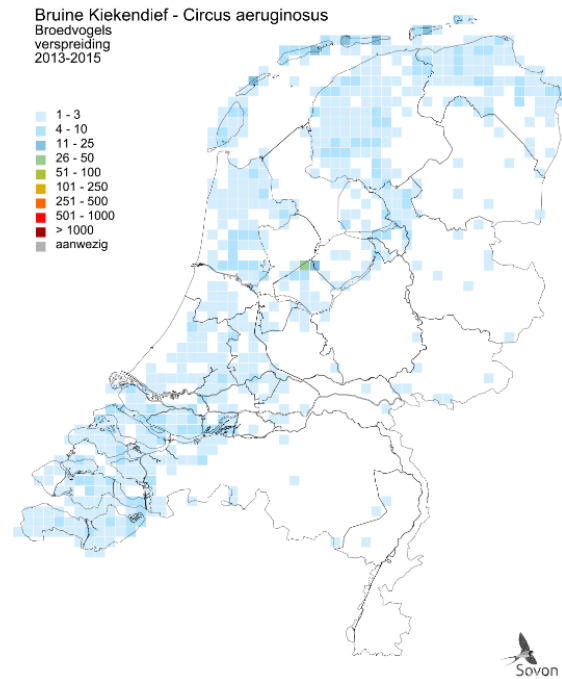 Bruine Kiekendief - Circus aeruginosus
Broedvogels
verspreiding
2013-2015
1 - 3
4 - 10
11 - 25
26 - 50
51 - 100
101 - 250
251 - 500
501 - 1000
> 1000
aanwezig
Sovon